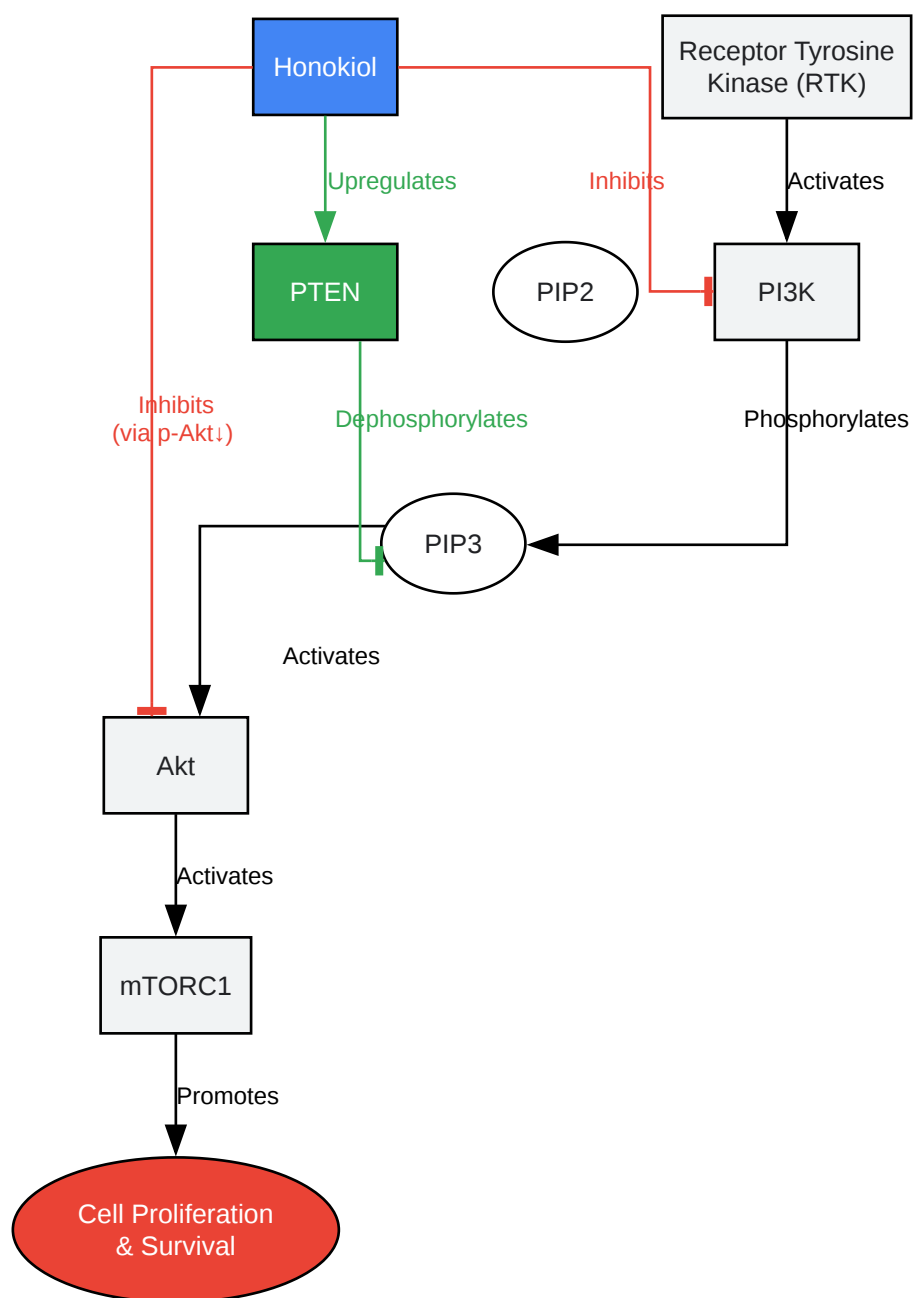 Honokiol
Receptor Tyrosine
Kinase (RTK)
Upregulates
Inhibits
Activates
PTEN
PIP2
PI3K
Inhibits
(via p-Akt↓)
Dephosphorylates
Phosphorylates
PIP3
Activates
Akt
Activates
mTORC1
Promotes
Cell Proliferation
& Survival